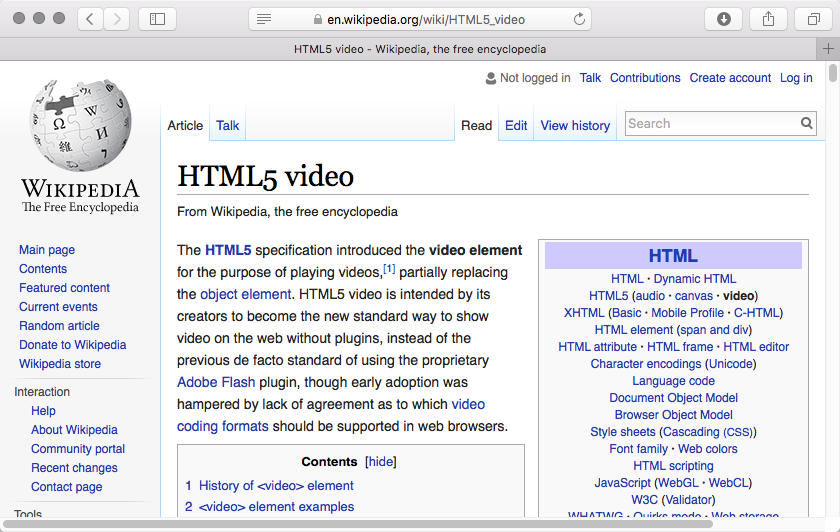 en.wikipedia.org/wiki/HTML5_video
HTML5 video - Wikipedia, the free encyclopedia
Not logged in Talk Contributions Create account Log in
Article Talk Read Edit View history Search
WIKIPEDIA
The Free Encyclopedia
Main page
Contents
Featured content
Current events
Random article
Donate to Wikipedia
Wikipedia store
Interaction
Help
About Wikipedia
Community portal
Recent changes
Contact page
Tools
HTML5 video
From Wikipedia, the free encyclopedia
The HTML5 specification introduced the video element
for the purpose of playing videos,[1] partially replacing
the object element. HTML5 video is intended by its
creators to become the new standard way to show
video on the web without plugins, instead of the
previous de facto standard of using the proprietary
Adobe Flash plugin, though early adoption was
hampered by lack of agreement as to which video
coding formats should be supported in web browsers.
Contents [hide]
1 History of <video> element
2 <video> element examples
HTML
HTML · Dynamic HTML
HTML5 (audio · canvas · video)
XHTML (Basic · Mobile Profile · C-HTML)
HTML element (span and div)
HTML attribute · HTML frame · HTML editor
Character encodings (Unicode)
Language code
Document Object Model
Browser Object Model
Style sheets (Cascading (CSS))
Font family · Web colors
HTML scripting
JavaScript (WebGL · WebCL)
W3C (Validator)
WHATWG · Quirks mode · Web storage